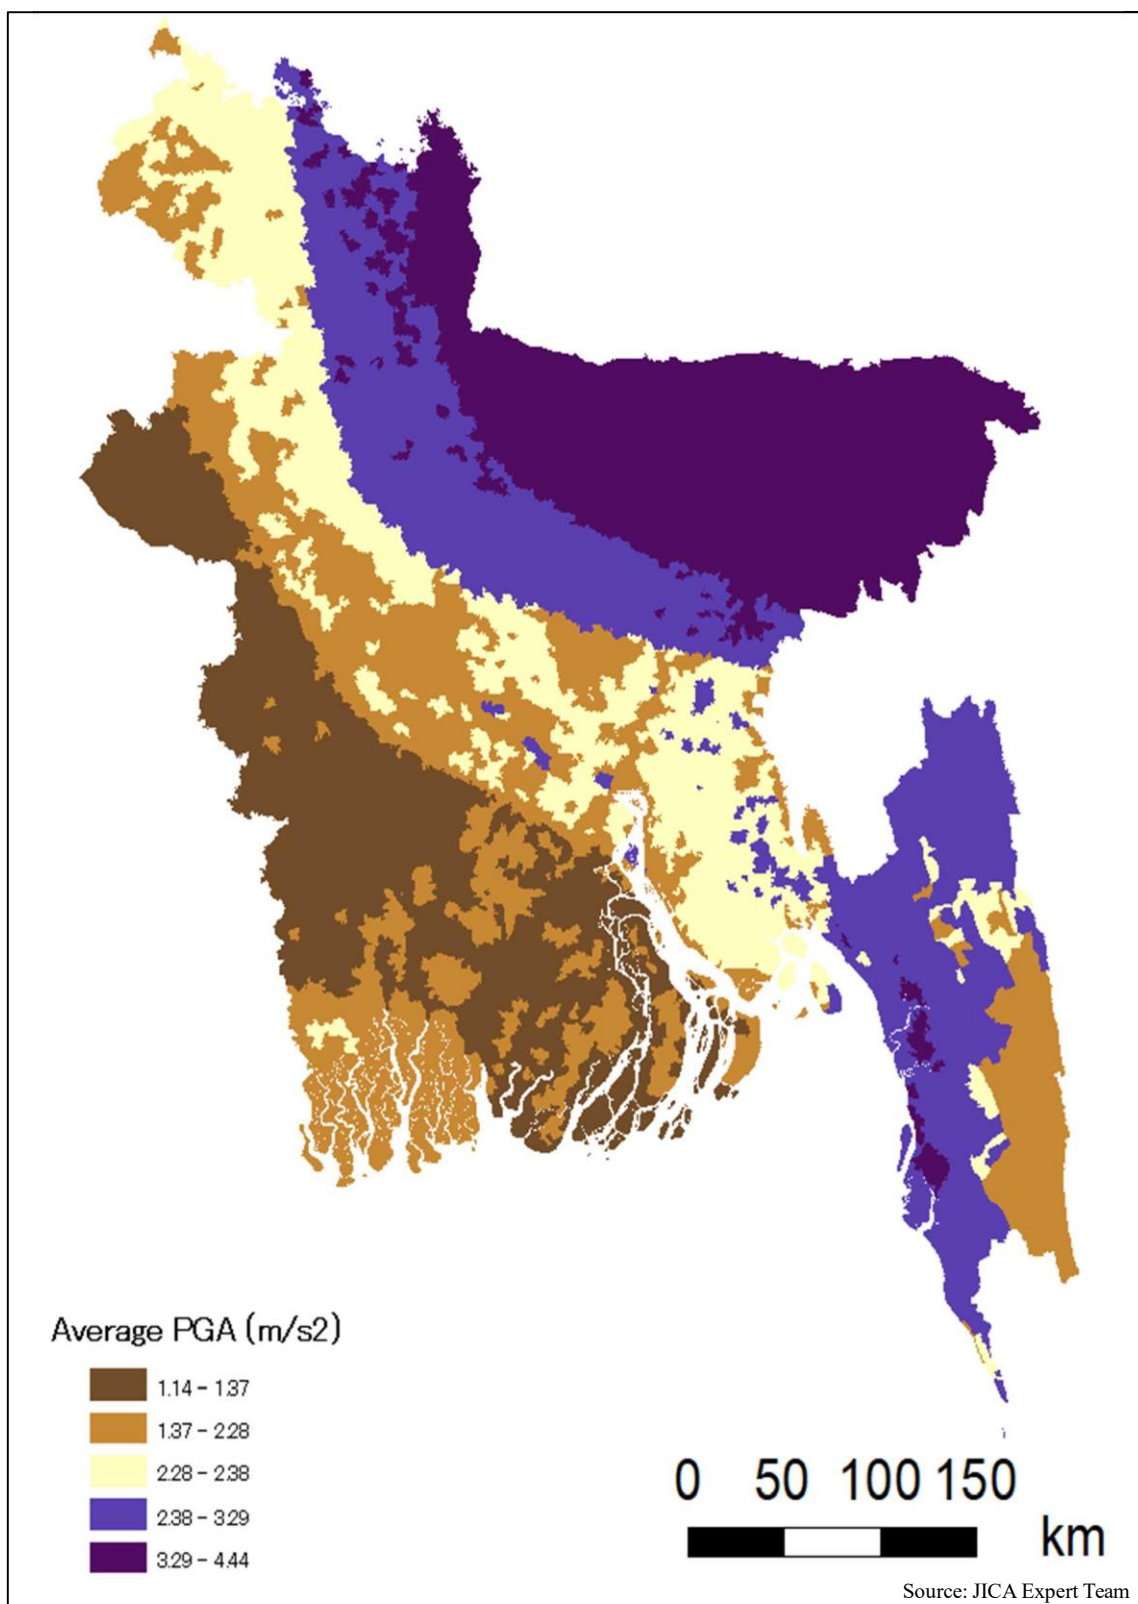 Average PGA (m/s2)
1.14 - 1.37
1.37 - 2.28
2.28 - 2.38
2.38 - 3.29
3.29 - 4.44
0 50 100 150
km
Source: JICA Expert Team